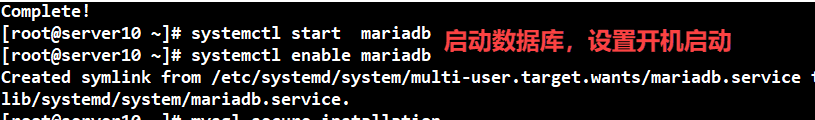 Complete!
[root@server10 ~]# systemctl start  mariadb
启动数据库，设置开机启动
[root@server10 ~]# systemctl enable mariadb
Created symlink from /etc/systemd/system/multi-user.target.wants/mariadb.service
lib/systemd/system/mariadb.service.
[root@server10 ~]# mysql_secure_installation